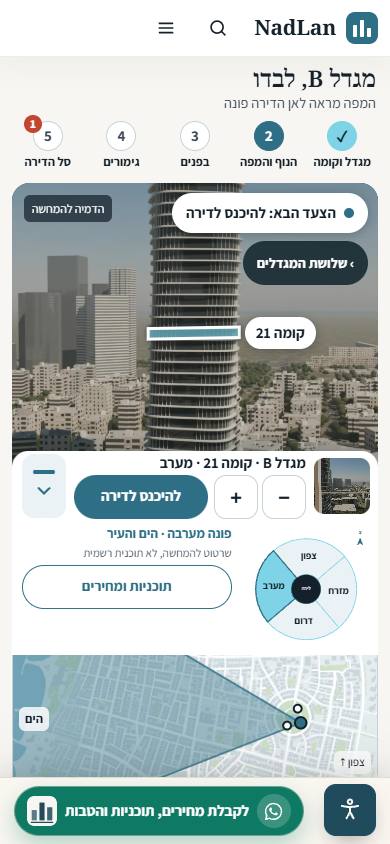 NadLan
מגדל B, לבדו
המפה מראה לאן הדירה פונה
✓ 2 3 4 5 1
מגדל וקומה הנוף והמפה בפנים גימורים סל הדירה
הצעד הבא: להיכנס לדירה
הדמיה להמחשה
‹ שלושת המגדלים
קומה 21
מגדל B · קומה 21 · מערב
− + להיכנס לדירה
פונה מערבה · הים והעיר
שרטוט להמחשה, לא תוכנית רשמית
תוכניות ומחירים
צפון
מזרח
מערב
דרום
הים
צפון ↑
לקבלת מחירים, תוכניות והטבות